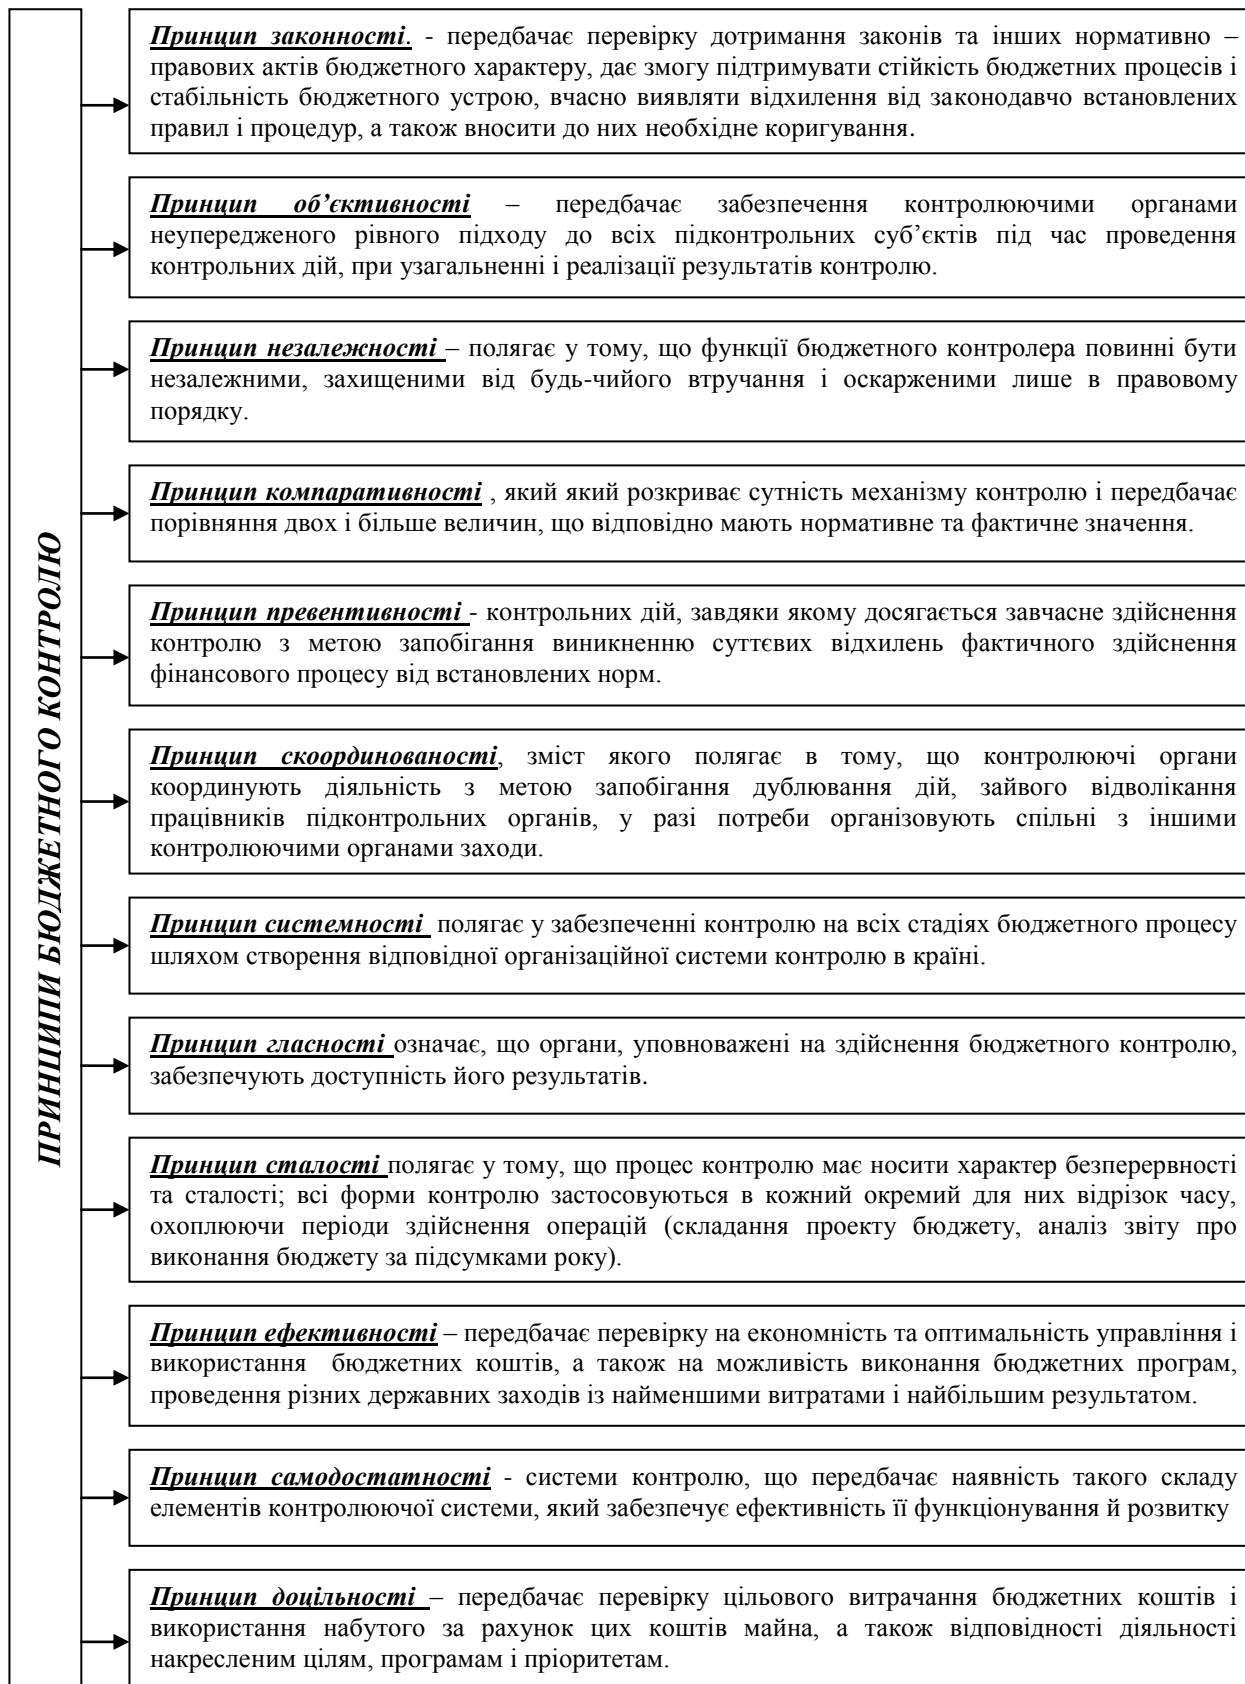 ПРИНЦИПИ БЮДЖЕТНОГО КОНТРОЛЮ
Принцип законності. - передбачає перевірку дотримання законів та інших нормативно –
правових актів бюджетного характеру, дає змогу підтримувати стійкість бюджетних процесів і
стабільність бюджетного устрою, вчасно виявляти відхилення від законодавчо встановлених
правил і процедур, а також вносити до них необхідне коригування.
Принцип об’єктивності – передбачає забезпечення контролюючими органами
неупередженого рівного підходу до всіх підконтрольних суб’єктів під час проведення
контрольних дій, при узагальненні і реалізації результатів контролю.
Принцип незалежності – полягає у тому, що функції бюджетного контролера повинні бути
незалежними, захищеними від будь-чийого втручання і оскарженими лише в правовому
порядку.
Принцип компаративності , який який розкриває сутність механізму контролю і передбачає
порівняння двох і більше величин, що відповідно мають нормативне та фактичне значення.
Принцип превентивності - контрольних дій, завдяки якому досягається завчасне здійснення
контролю з метою запобігання виникненню суттєвих відхилень фактичного здійснення
фінансового процесу від встановлених норм.
Принцип скоординованості, зміст якого полягає в тому, що контролюючі органи
координують діяльність з метою запобігання дублювання дій, зайвого відволікання
працівників підконтрольних органів, у разі потреби організовують спільні з іншими
контролюючими органами заходи.
Принцип системності полягає у забезпеченні контролю на всіх стадіях бюджетного процесу
шляхом створення відповідної організаційної системи контролю в країні.
Принцип гласності означає, що органи, уповноважені на здійснення бюджетного контролю,
забезпечують доступність його результатів.
Принцип сталості полягає у тому, що процес контролю має носити характер безперервності
та сталості; всі форми контролю застосовуються в кожний окремий для них відрізок часу,
охоплюючи періоди здійснення операцій (складання проекту бюджету, аналіз звіту про
виконання бюджету за підсумками року).
Принцип ефективності – передбачає перевірку на економність та оптимальність управління і
використання бюджетних коштів, а також на можливість виконання бюджетних програм,
проведення різних державних заходів із найменшими витратами і найбільшим результатом.
Принцип самодостатності - системи контролю, що передбачає наявність такого складу
елементів контролюючої системи, який забезпечує ефективність її функціонування й розвитку
Принцип доцільності – передбачає перевірку цільового витрачання бюджетних коштів і
використання набутого за рахунок цих коштів майна, а також відповідності діяльності
накресленим цілям, програмам і пріоритетам.